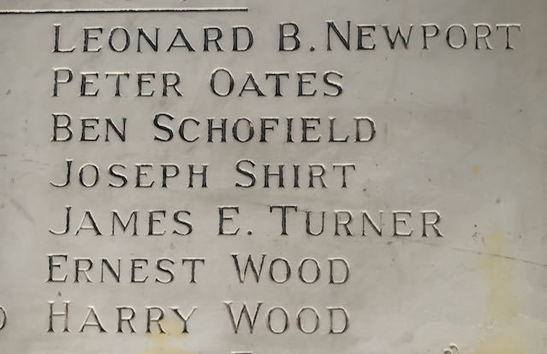 LEONARD B. NEWPORT
PETER OATES
BEN SCHOFIELD
JOSEPH SHIRT
JAMES E. TURNER
ERNEST WOOD
HARRY WOOD